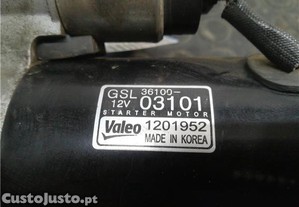 GSL 36100-
12V 03101
STARTER MOTOR
Valeo 1201952
MADE IN KOREA
CustoJusto.pt